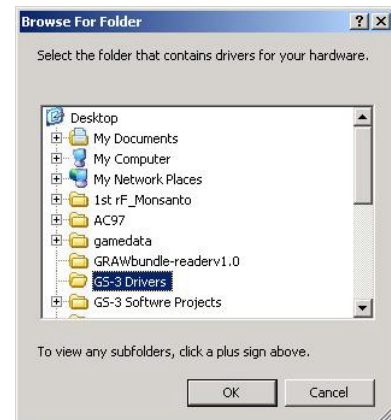 Browse For Folder
Select the folder that contains drivers for your hardware.
Desktop
My Documents
My Computer
My Network Places
1st rF_Monsanto
AC97
gamedata
GRAWbundle-readerv1.0
GS-3 Drivers
GS-3 Softwre Projects
To view any subfolders, click a plus sign above.
OK Cancel